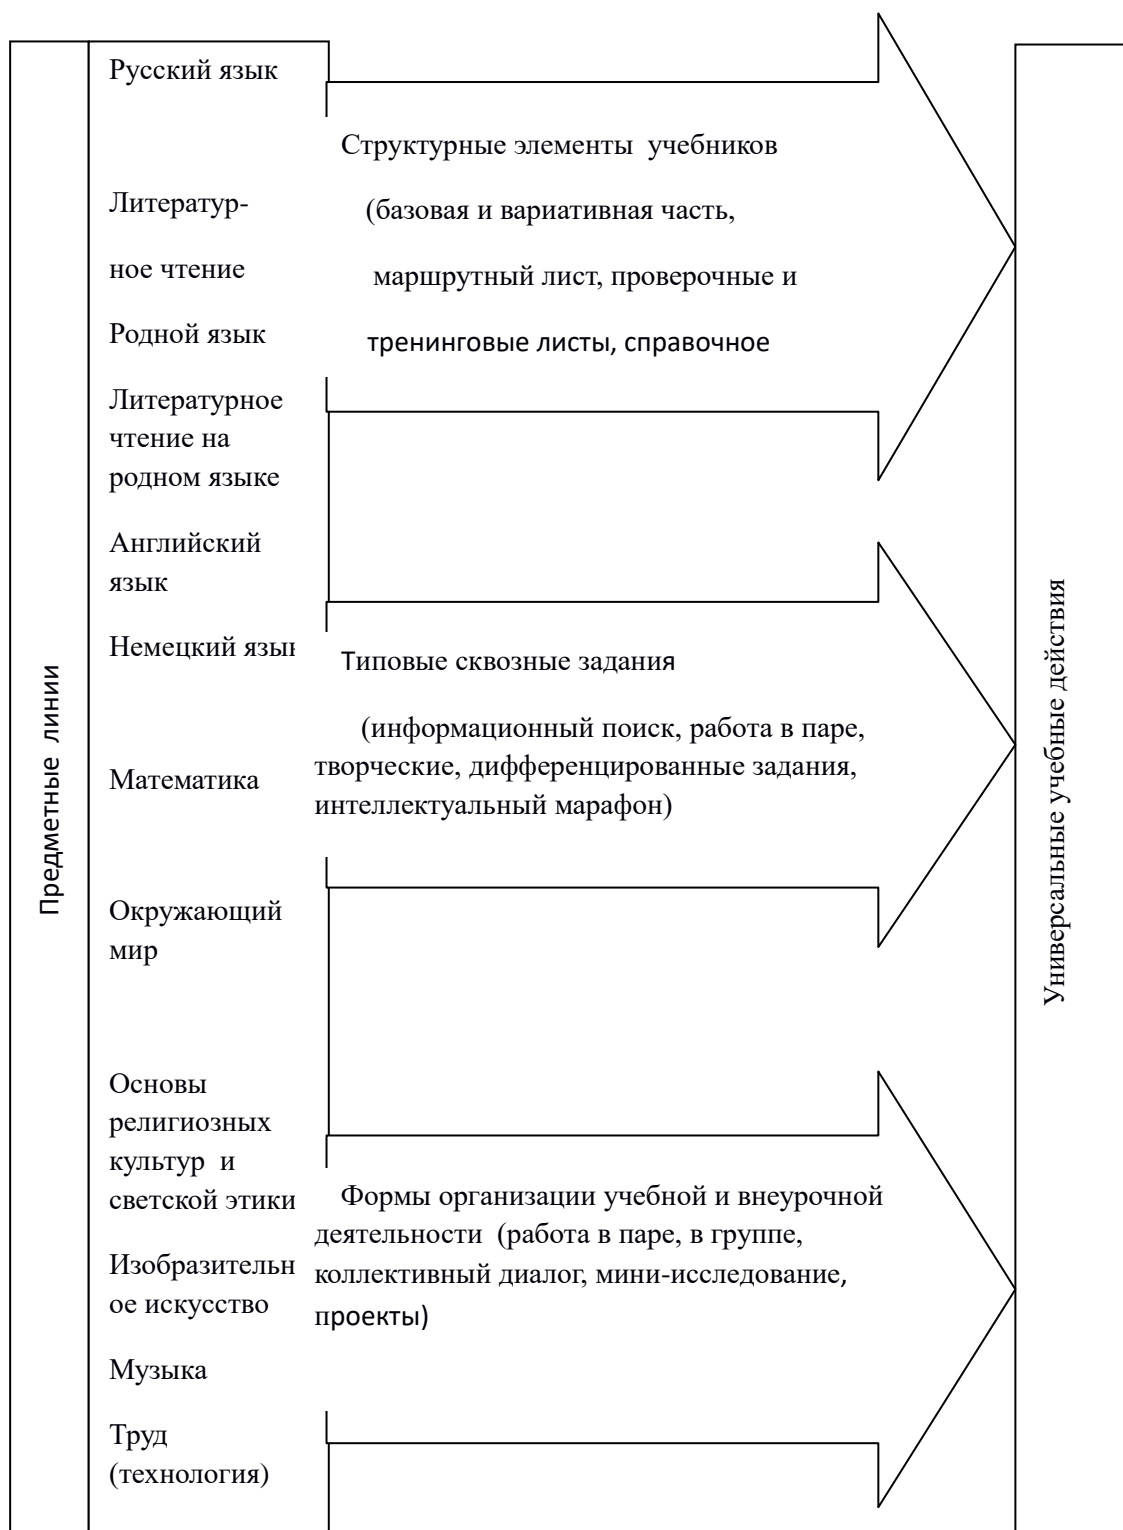 Предметные линии
Русский язык
Литератур-
ное чтение
Родной язык
Литературное
чтение на
родном языке
Английский
язык
Немецкий язык
Математика
Окружающий
мир
Основы
религиозных
культур и
светской этики
Изобразительн
ое искусство
Музыка
Труд
(технология)
Структурные элементы учебников
(базовая и вариативная часть,
маршрутный лист, проверочные и
тренинговые листы, справочное
Типовые сквозные задания
(информационный поиск, работа в паре,
творческие, дифференцированные задания,
интеллектуальный марафон)
Формы организации учебной и внеурочной
деятельности (работа в паре, в группе,
коллективный диалог, мини-исследование,
проекты)
Универсальные учебные действия